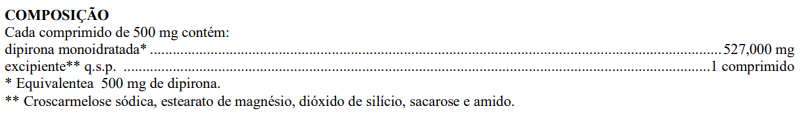 COMPOSIÇÃO
Cada comprimido de 500 mg contém:
dipirona monoidratada* ........................................................................................................................................................527,000 mg
excipiente** q.s.p. ............................................................................................................................................................1 comprimido
* Equivalentea 500 mg de dipirona.
** Croscarmelose sódica, estearato de magnésio, dióxido de silício, sacarose e amido.